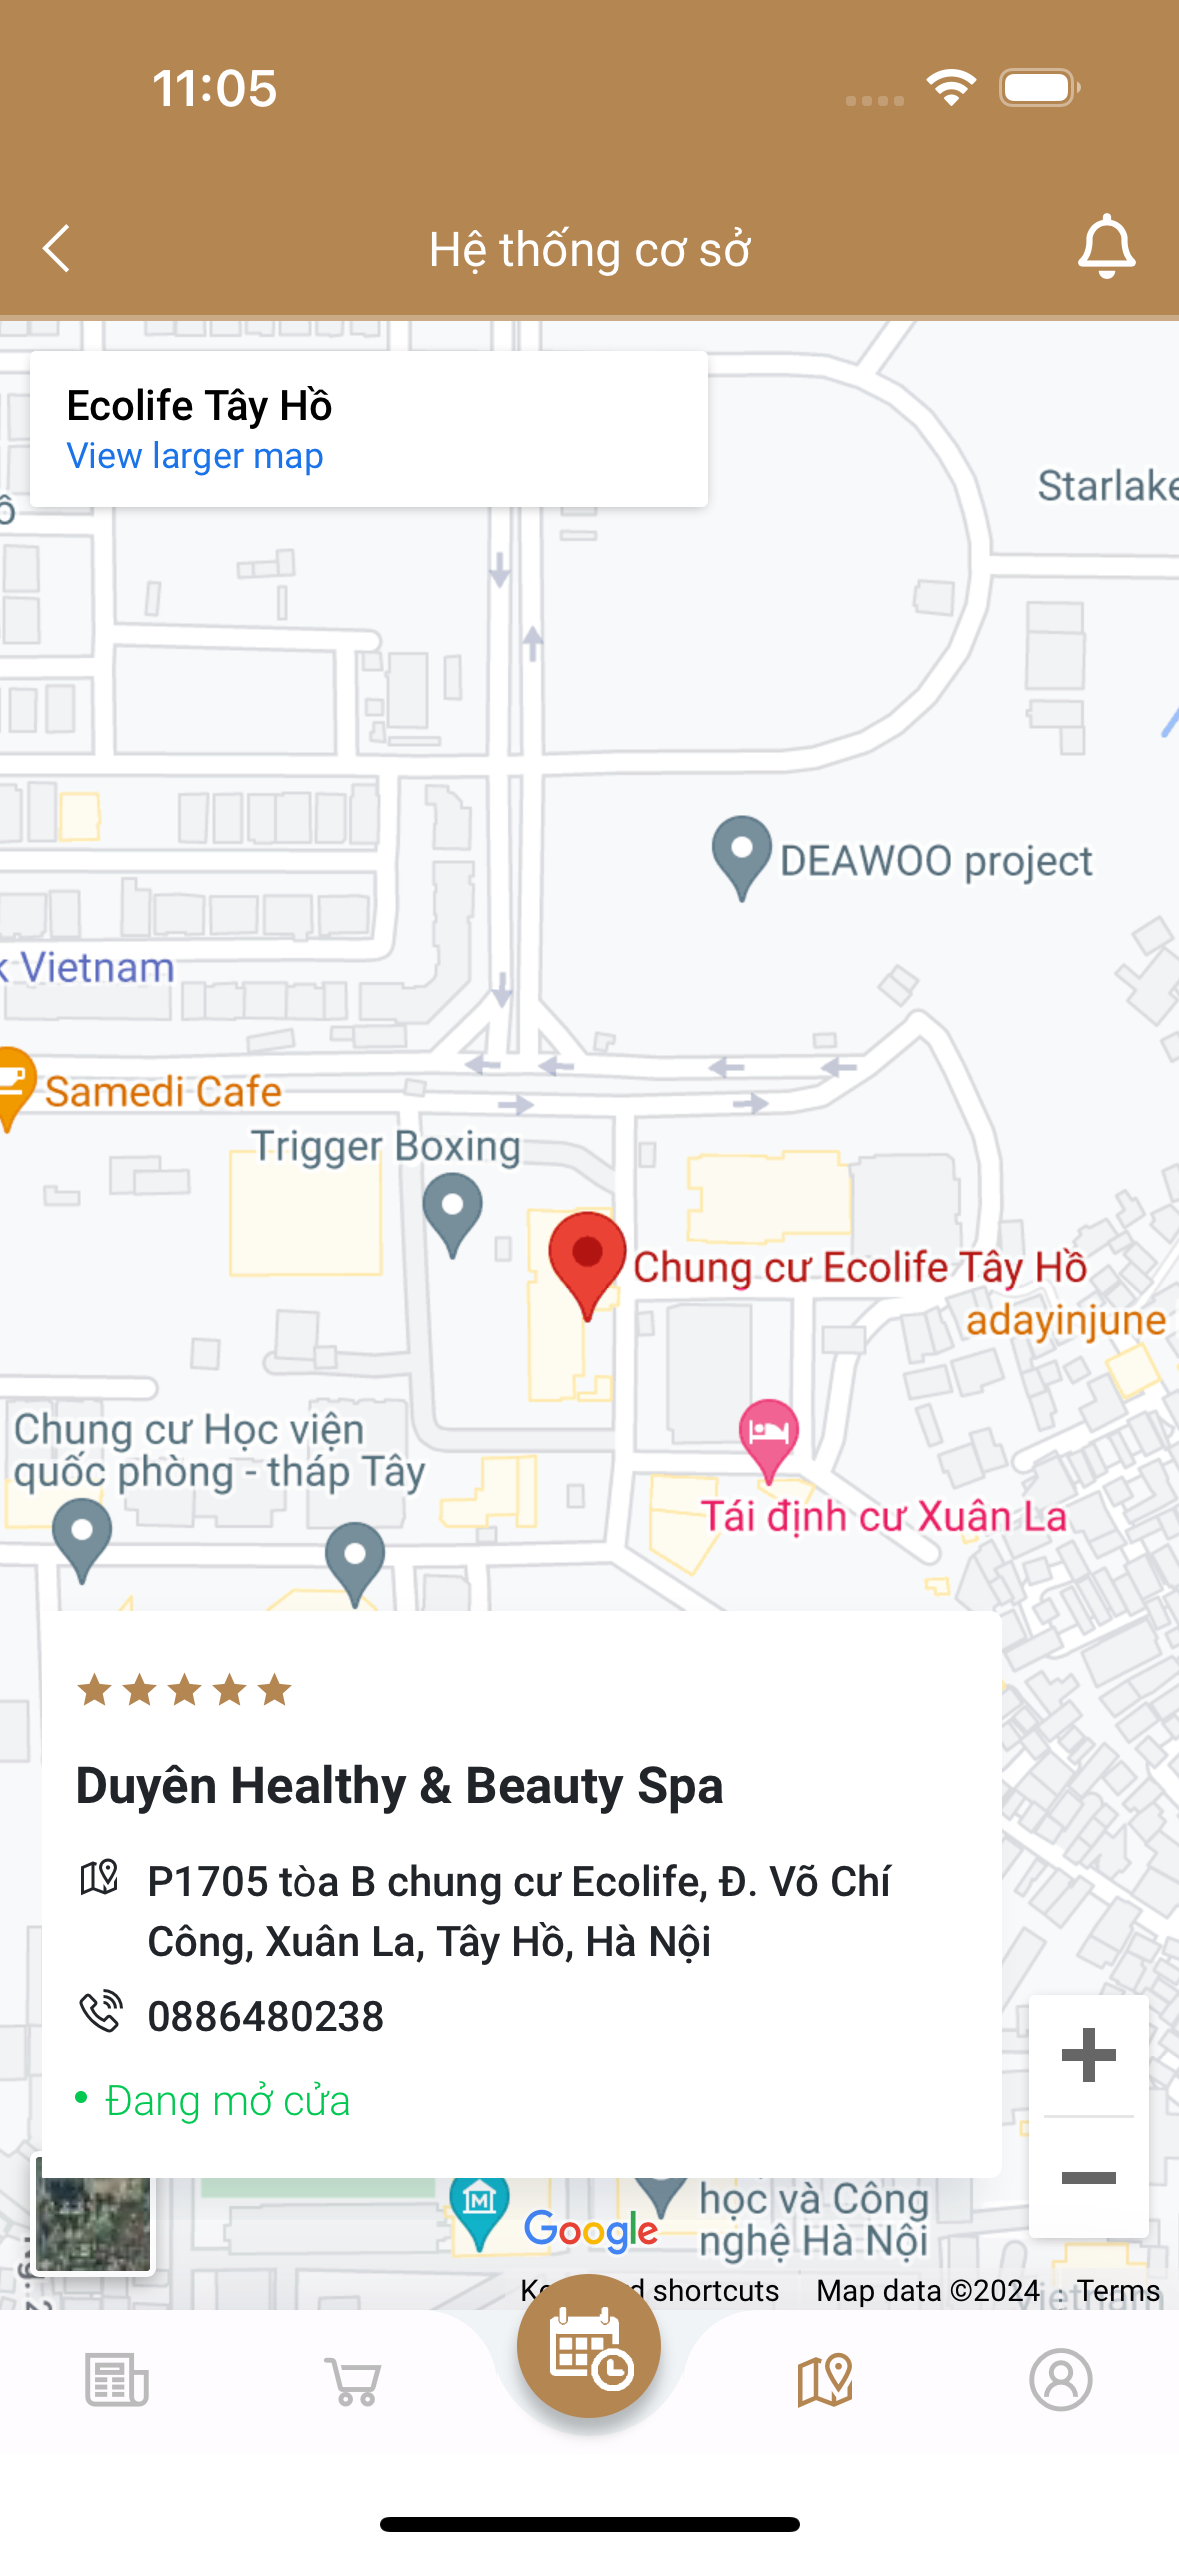 11:05
Hệ thống cơ sở
Ecolife Tây Hồ
View larger map
Starlake
DEAWOO project
Vietnam
Samedi Cafe
Trigger Boxing
Chung cư Ecolife Tây Hồ
adayinjune
Chung cư Học viện
quốc phòng - tháp Tây
Tái định cư Xuân La
Duyên Healthy & Beauty Spa
P1705 tòa B chung cư Ecolife, Đ. Võ Chí
Công, Xuân La, Tây Hồ, Hà Nội
0886480238
Đang mở cửa
học và Công
nghệ Hà Nội
Google
shortcuts
Map data ©2024
Terms
Vietnam